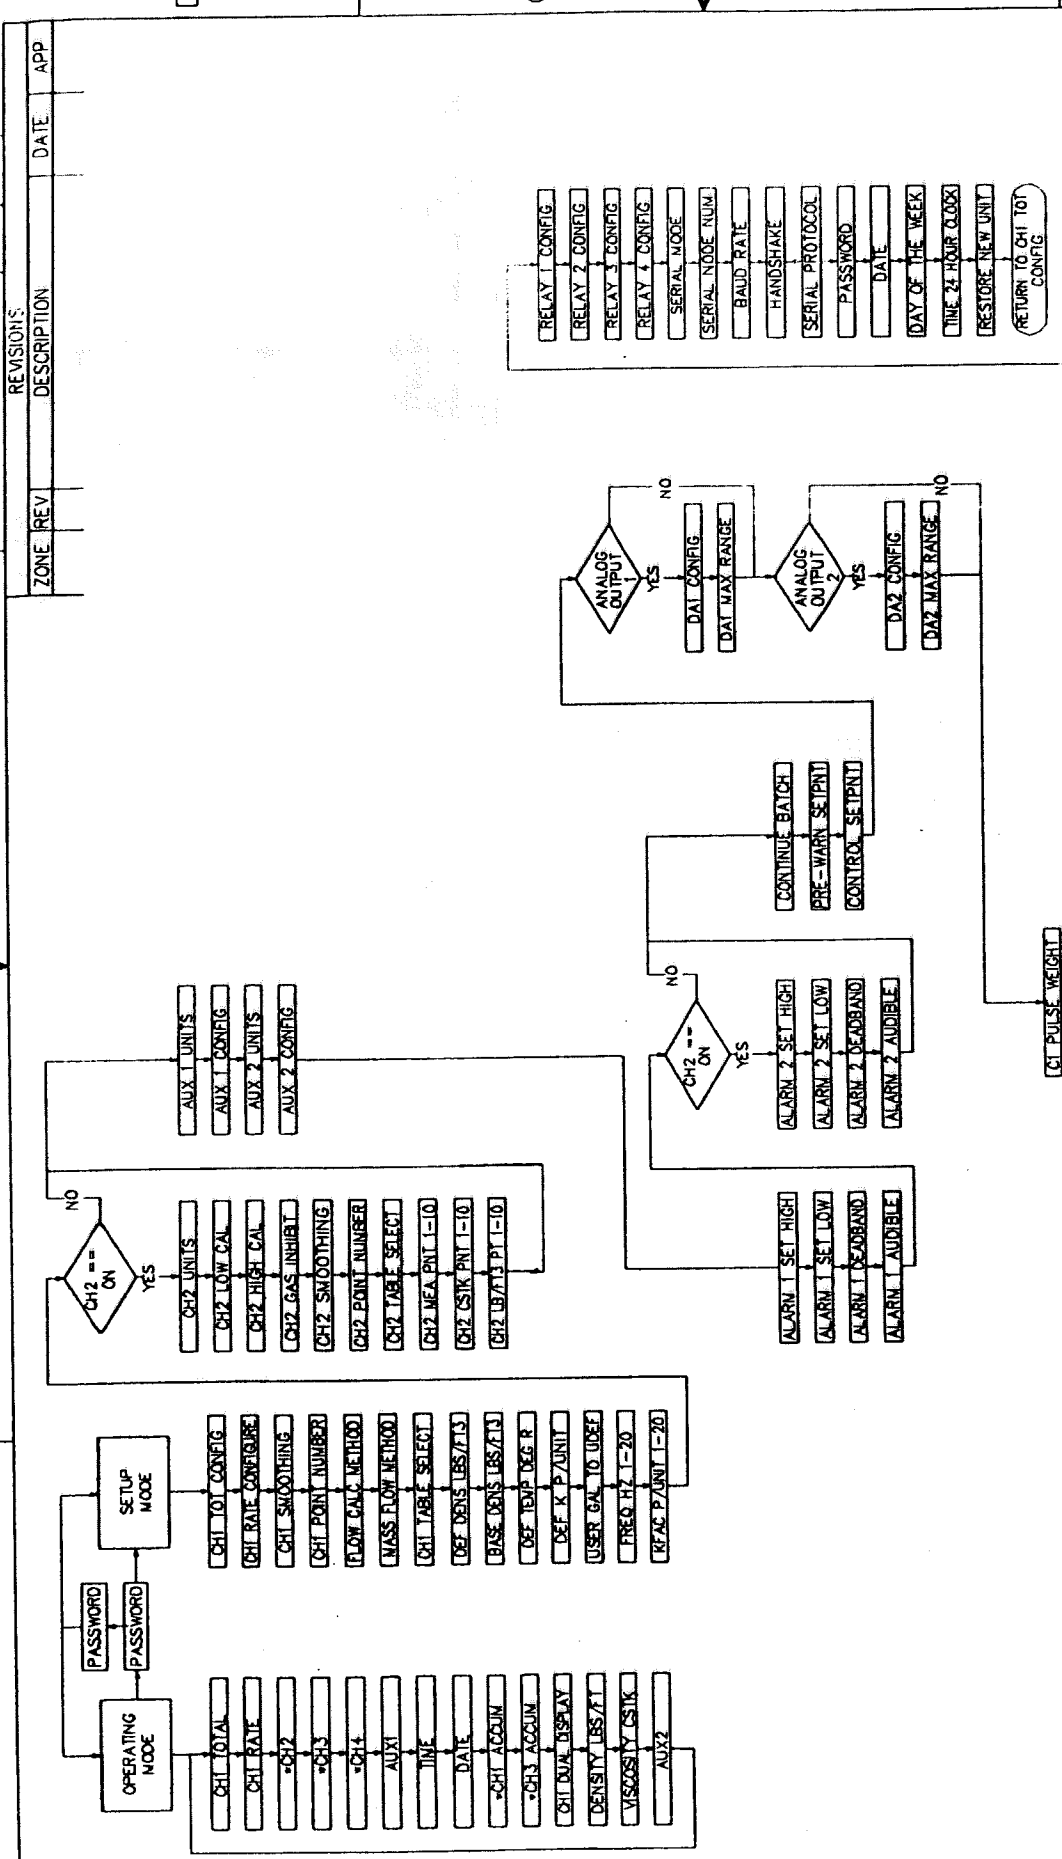 REVISIONS
ZONE REV DESCRIPTION DATE APP
OPERATING
MODE
PASSWORD
PASSWORD
SETUP
MODE
CH1 TOTAL
CH1 RATE
*CH2
*CH3
*CH4
AUX1
TIME
DATE
*CH1 ACCUM
*CH3 ACCUM
CH1 DUAL DISPLAY
DENSITY LBS/FT
VISCOSITY CSTK
AUX2
CH1 TOT CONFIG
CH1 RATE CONFIGURE
CH1 SMOOTHING
CH1 POINT NUMBER
FLOW CALC METHOD
MASS FLOW METHOD
CH1 TABLE SELECT
DEF DENS LBS/FT3
BASE DENS LBS/FT3
DEF TEMP DEG R
DEF K P/UNIT
USER GAL TO UDEF
FREQ HZ 1-20
KFAC P/UNIT 1-20
CH2 ==
ON
NO
YES
CH2 UNITS
CH2 LOW CAL
CH2 HIGH CAL
CH2 GAS INHIBIT
CH2 SMOOTHING
CH2 POINT NUMBER
CH2 TABLE SELECT
CH2 MEA PNT 1-10
CH2 CSTK PNT 1-10
CH2 LB/FT3 PT 1-10
AUX 1 UNITS
AUX 1 CONFIG
AUX 2 UNITS
AUX 2 CONFIG
ALARM 1 SET HIGH
ALARM 1 SET LOW
ALARM 1 DEADBAND
ALARM 1 AUDIBLE
CH2 ==
ON
NO
YES
ALARM 2 SET HIGH
ALARM 2 SET LOW
ALARM 2 DEADBAND
ALARM 2 AUDIBLE
CONTINUE BATCH
PRE-WARN SETPNT
CONTROL SETPNT
ANALOG
OUTPUT
1
NO
YES
DA1 CONFIG
DA1 MAX RANGE
ANALOG
OUTPUT
2
NO
YES
DA2 CONFIG
DA2 MAX RANGE
C1 PULSE WEIGHT
RELAY 1 CONFIG
RELAY 2 CONFIG
RELAY 3 CONFIG
RELAY 4 CONFIG
SERIAL MODE
SERIAL NODE NUM
BAUD RATE
HANDSHAKE
SERIAL PROTOCOL
PASSWORD
DATE
DAY OF THE WEEK
TIME 24 HOUR CLOCK
RESTORE NEW UNIT
RETURN TO CH1 TOT
CONFIG